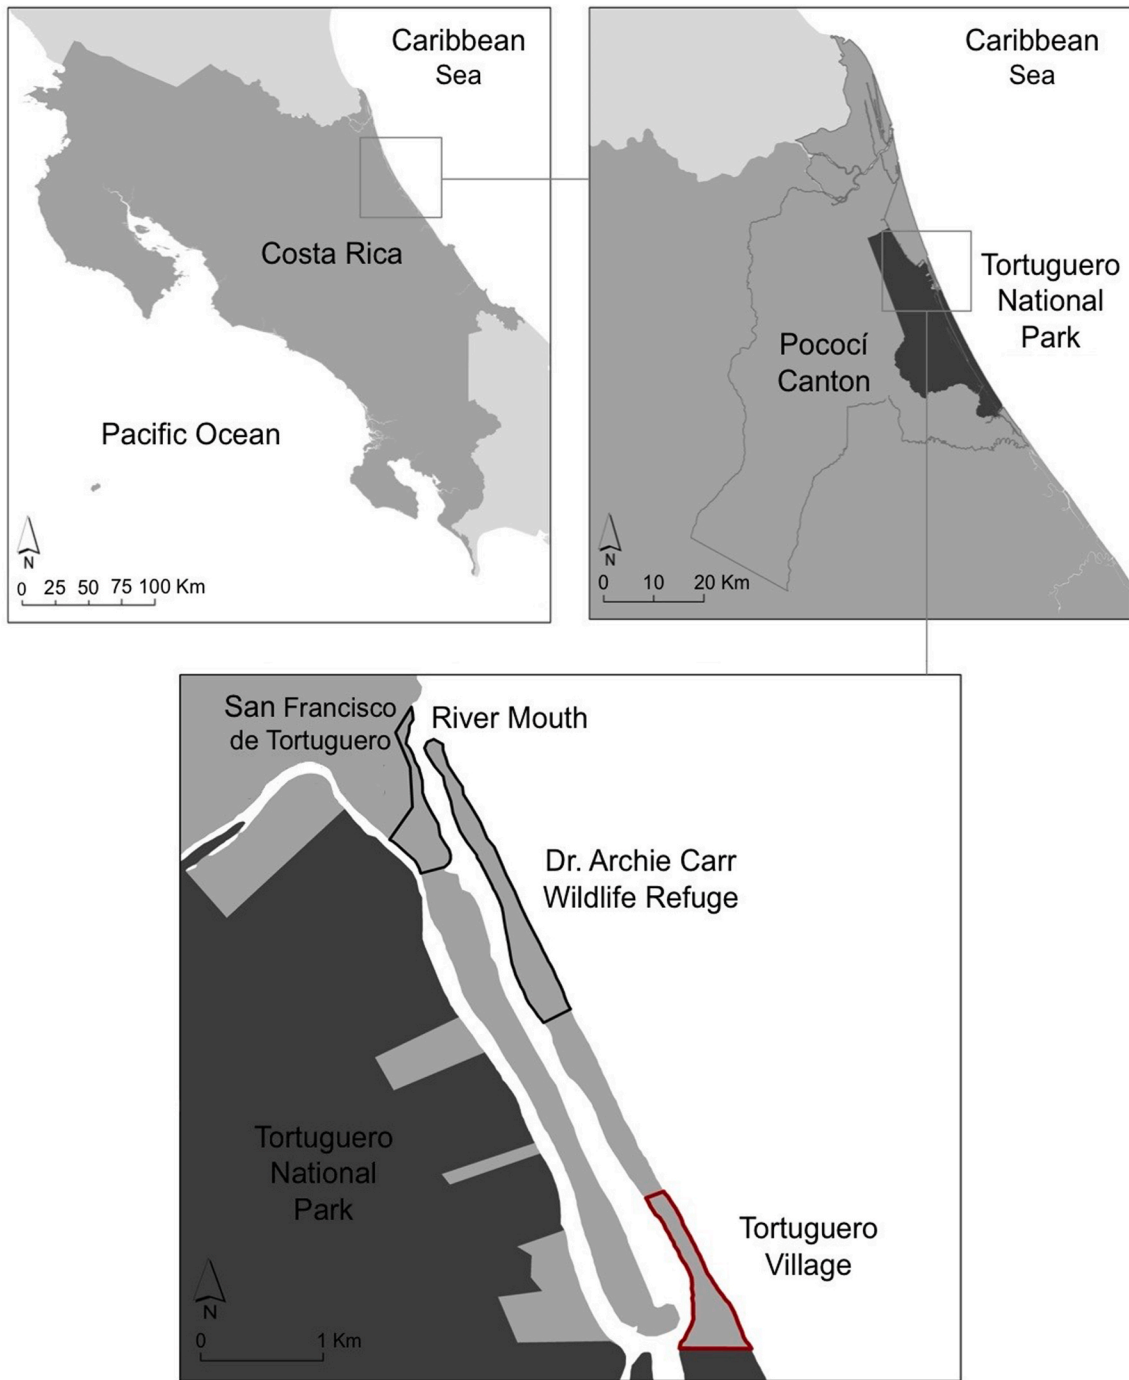 Caribbean
Sea
Costa Rica
Pacific Ocean
N
0 25 50 75 100 Km
Caribbean
Sea
Tortuguero
National
Park
Pococí
Canton
N
0 10 20 Km
San Francisco
de Tortuguero
River Mouth
Dr. Archie Carr
Wildlife Refuge
Tortuguero
National
Park
Tortuguero
Village
N
0 1 Km